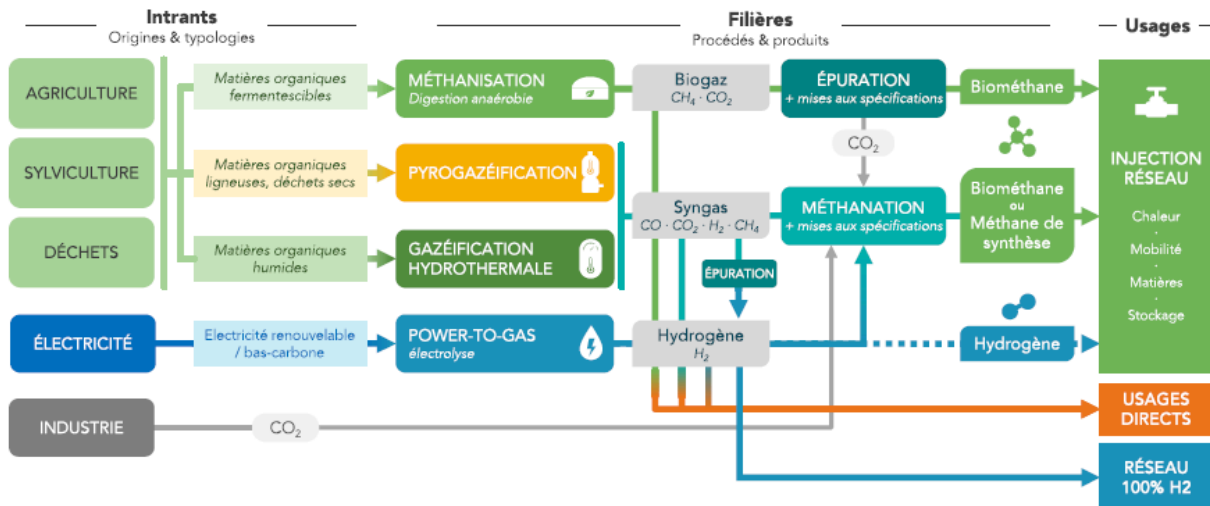 Intrants
Origines & typologies
Filières
Procédés & produits
Usages
AGRICULTURE
Matières organiques
fermentescibles
MÉTHANISATION
Digestion anaérobie
Biogaz
CH₄ · CO₂
ÉPURATION
+ mises aux spécifications
Biométhane
CO₂
SYLVICULTURE
Matières organiques
ligneuses, déchets secs
PYROGAZÉIFICATION
Syngas
CO · CO₂ · H₂ · CH₄
MÉTHANATION
+ mises aux spécifications
Biométhane
ou
Méthane de
synthèse
DÉCHETS
Matières organiques
humides
GAZÉIFICATION
HYDROTHERMALE
ÉPURATION
ÉLECTRICITÉ
Electricité renouvelable
/ bas-carbone
POWER-TO-GAS
électrolyse
Hydrogène
H₂
Hydrogène
INDUSTRIE
CO₂
INJECTION
RÉSEAU
Chaleur
·
Mobilité
·
Matières
·
Stockage
USAGES
DIRECTS
RÉSEAU
100% H2